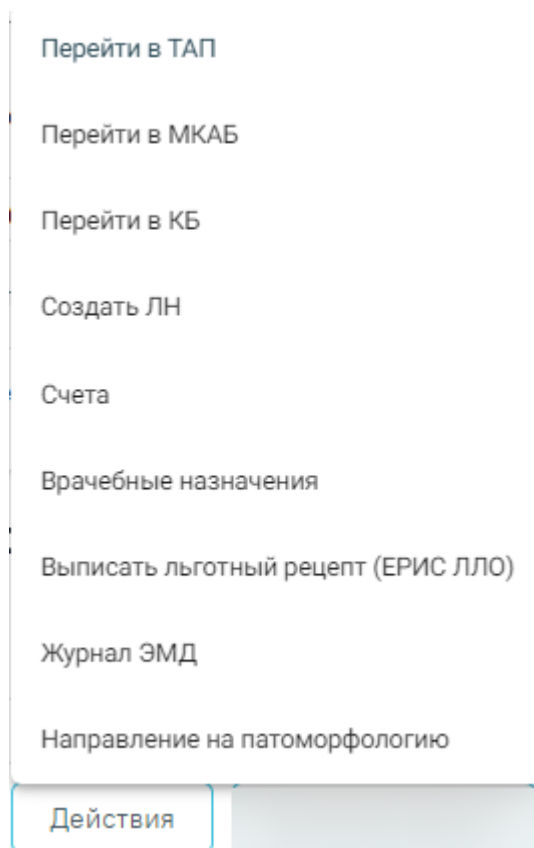 Перейти в ТАП
Перейти в МКАБ
Перейти в КБ
Создать ЛН
Счета
Врачебные назначения
Выписать льготный рецепт (ЕРИС ЛЛО)
Журнал ЭМД
Направление на патоморфологию
Действия